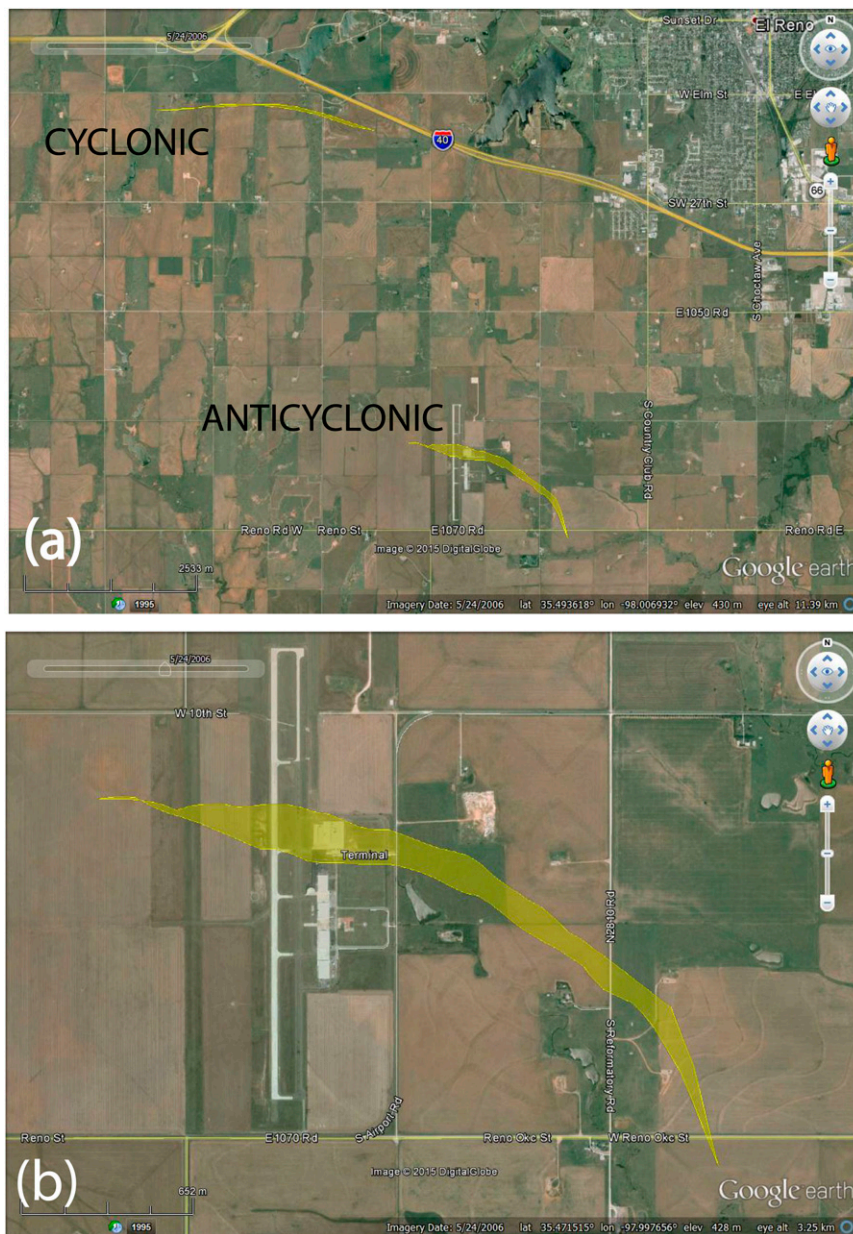 5/24/2006
Sunset Dr
El Reno
N
W Elm St
CYCLONIC
40
66
SW 27th St
S Choctaw Ave
E 1050 Rd
ANTICYCLONIC
S Country Club Rd
(a)
Reno Rd W
Reno St
E 1070 Rd
Reno Rd E
Image © 2015 DigitalGlobe
Google earth
2533 m
1995
Imagery Date: 5/24/2006 lat 35.493618° lon -98.006932° elev 430 m eye alt 11.39 km
5/24/2006
N
W 10th St
Terminal
N2810 Rd
S Reformatory Rd
S Airport Rd
Reno St
E 1070 Rd
Reno Okc St
W Reno Okc St
(b)
Image © 2015 DigitalGlobe
Google earth
652 m
1995
Imagery Date: 5/24/2006 lat 35.471515° lon -97.997656° elev 428 m eye alt 3.25 km